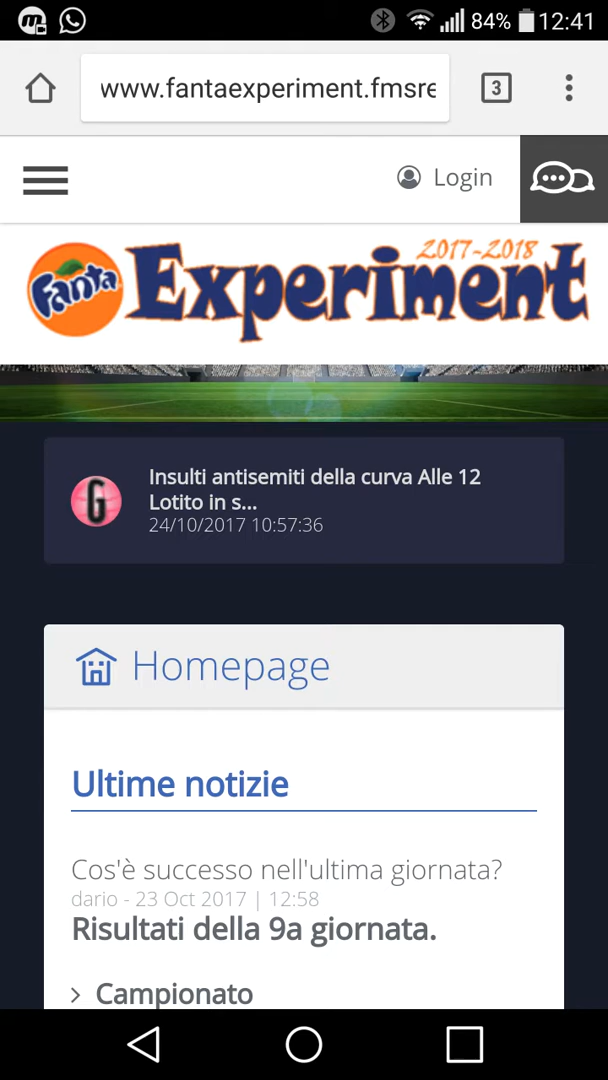 84% 12:41
www.fantaexperiment.fmsre
3
Login
2017-2018
Fanta Experiment
Insulti antisemiti della curva Alle 12
Lotito in s...
24/10/2017 10:57:36
G
Homepage
Ultime notizie
Cos'è successo nell'ultima giornata?
dario - 23 Oct 2017 | 12:58
Risultati della 9a giornata.
Campionato